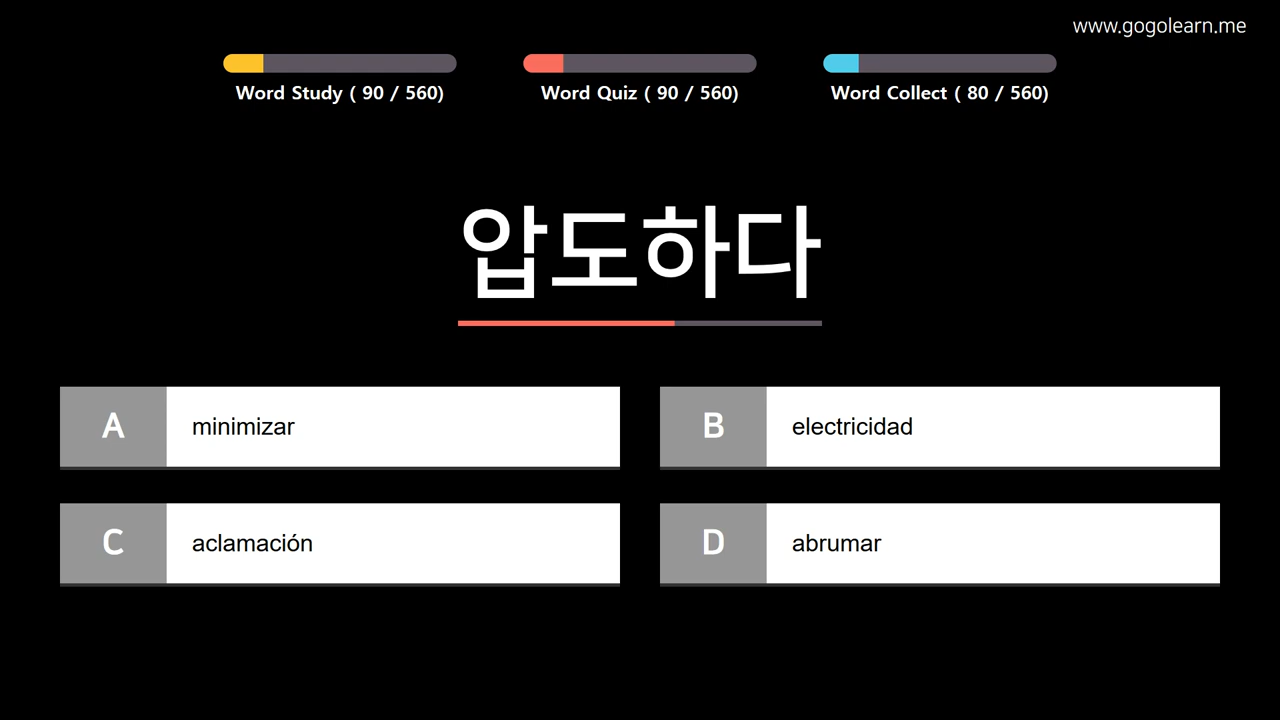 www.gogolearn.me
Word Study ( 90 / 560)
Word Quiz ( 90 / 560)
Word Collect ( 80 / 560)
압도하다
A minimizar
B electricidad
C aclamación
D abrumar